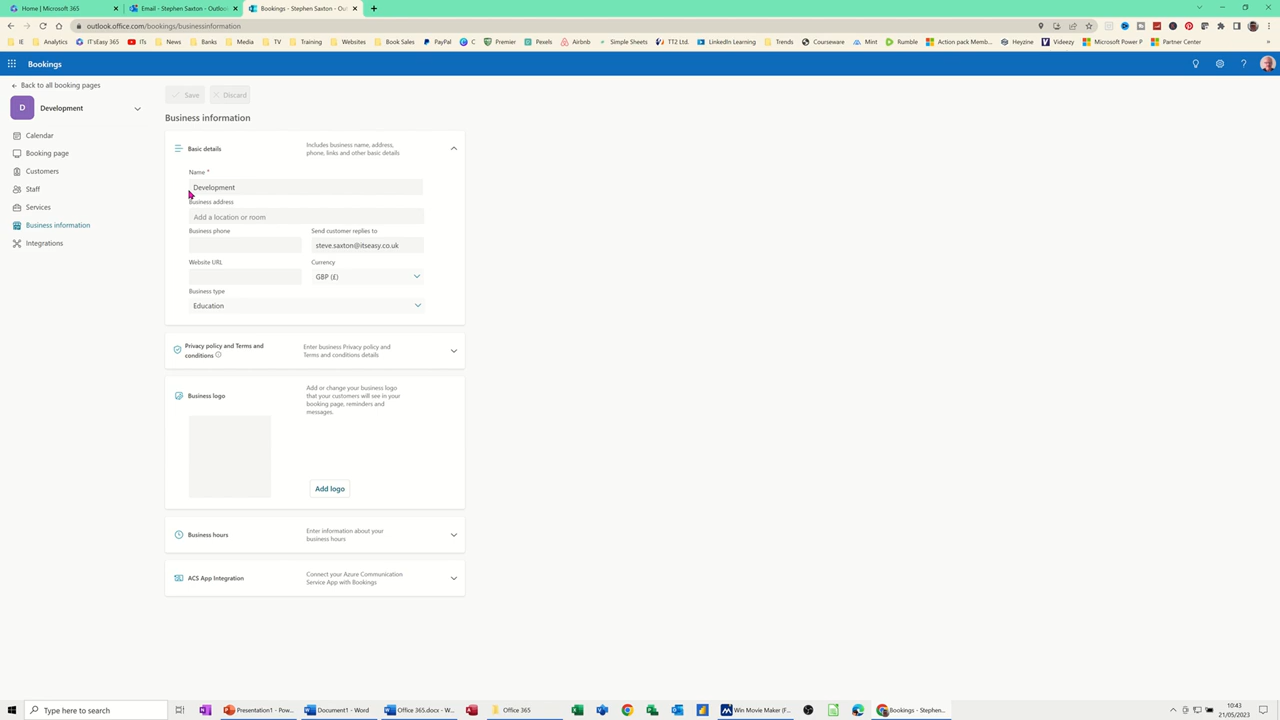 Home | Microsoft 365
Email - Stephen Saxton - Outlook
Bookings - Stephen Saxton - Out
outlook.office.com/bookings/businessinformation
IE
Analytics
IT'sEasy 365
ITs
News
Banks
Media
TV
Training
Websites
Book Sales
PayPal
C
Premier
Pexels
Airbnb
Simple Sheets
TT2 Ltd.
LinkedIn Learning
Trends
Courseware
Mint
Rumble
Action pack Memb...
Heyzine
Videezy
Microsoft Power P
Partner Center
Bookings
Back to all booking pages
D
Development
Calendar
Booking page
Customers
Staff
Services
Business information
Integrations
Save
Discard
Business information
Basic details
Includes business name, address,
phone, links and other basic details
Name *
Development
Business address
Add a location or room
Business phone
Send customer replies to
steve.saxton@itseasy.co.uk
Website URL
Currency
GBP (£)
Business type
Education
Privacy policy and Terms and
conditions
Enter business Privacy policy and
Terms and conditions details
Business logo
Add or change your business logo
that your customers will see in your
booking page, reminders and
messages.
Add logo
Business hours
Enter information about your
business hours
ACS App Integration
Connect your Azure Communication
Service App with Bookings
Type here to search
Presentation1 - Pow...
Document1 - Word
Office 365.docx - W...
Office 365
Win Movie Maker (F...
Bookings - Stephen...
10:43
21/05/2023